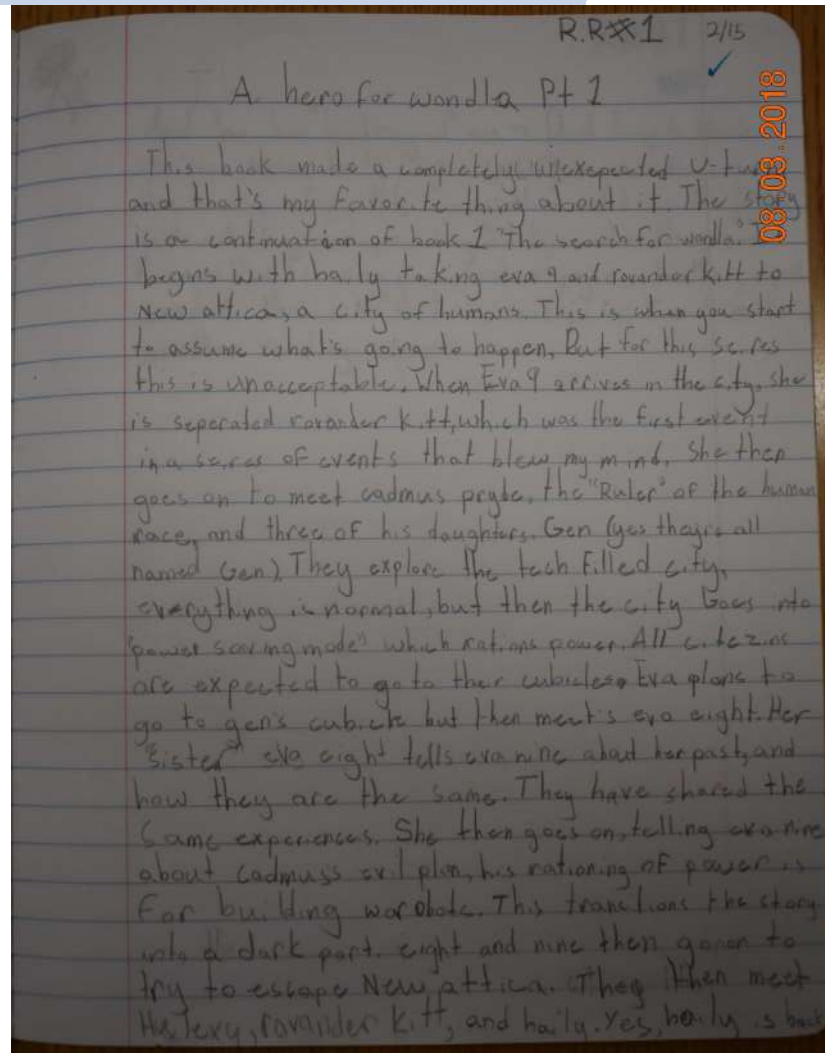 R.R#1 2/15
A hero for wondla Pt 1
08/03.2018
This book made a completely unexepected U-turn
and that's my favorite thing about it. The story
is a continuation of book 1 "The search for wondla." It
begins with haily taking eva 9 and rovander kitt to
New attica, a city of humans. This is when you start
to assume what's going to happen, But for this seires
this is unacceptable. When Eva 9 arrives in the city, she
is seperated rovander kitt, which was the first event
in a seires of events that blew my mind. She then
goes on to meet cadmus pryde, the "Ruler" of the human
race, and three of his daughters. Gen (yes they're all
named Gen). They explore the tech filled city,
everything is normal, but then the city Goes into
"power saving mode" which rations power. All citezins
are expected to go to ther cubicles. Eva plans to
go to gen's cubicle but then meet's eva eight. Her
"sister" eva eight tells eva nine about her past, and
how they are the same. They have shared the
same experiences. She then goes on, telling eva nine
about cadmus's evil plan, his rationing of power is
for building warobots. This the story
into a dark part. eight and nine then goen to
try to escape New attica. They then meet
rovander kitt, and haily. Yes, haily is back